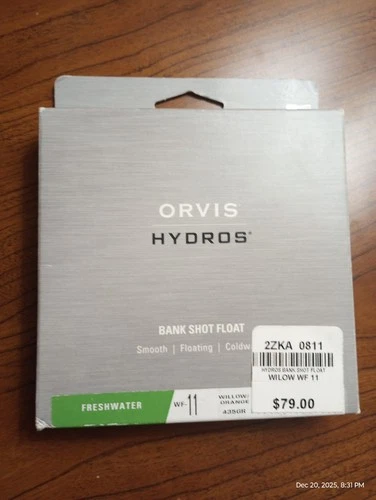 ORVIS
HYDROS®
BANK SHOT FLOAT
Smooth | Floating | Coldw
2ZKA 0811
HYDROS BANK SHOT FLOAT
WILOW WF 11
$79.00
FRESHWATER
WF-11
WILLOW/
ORANGE
435GR
Dec 20, 2025, 8:31 PM